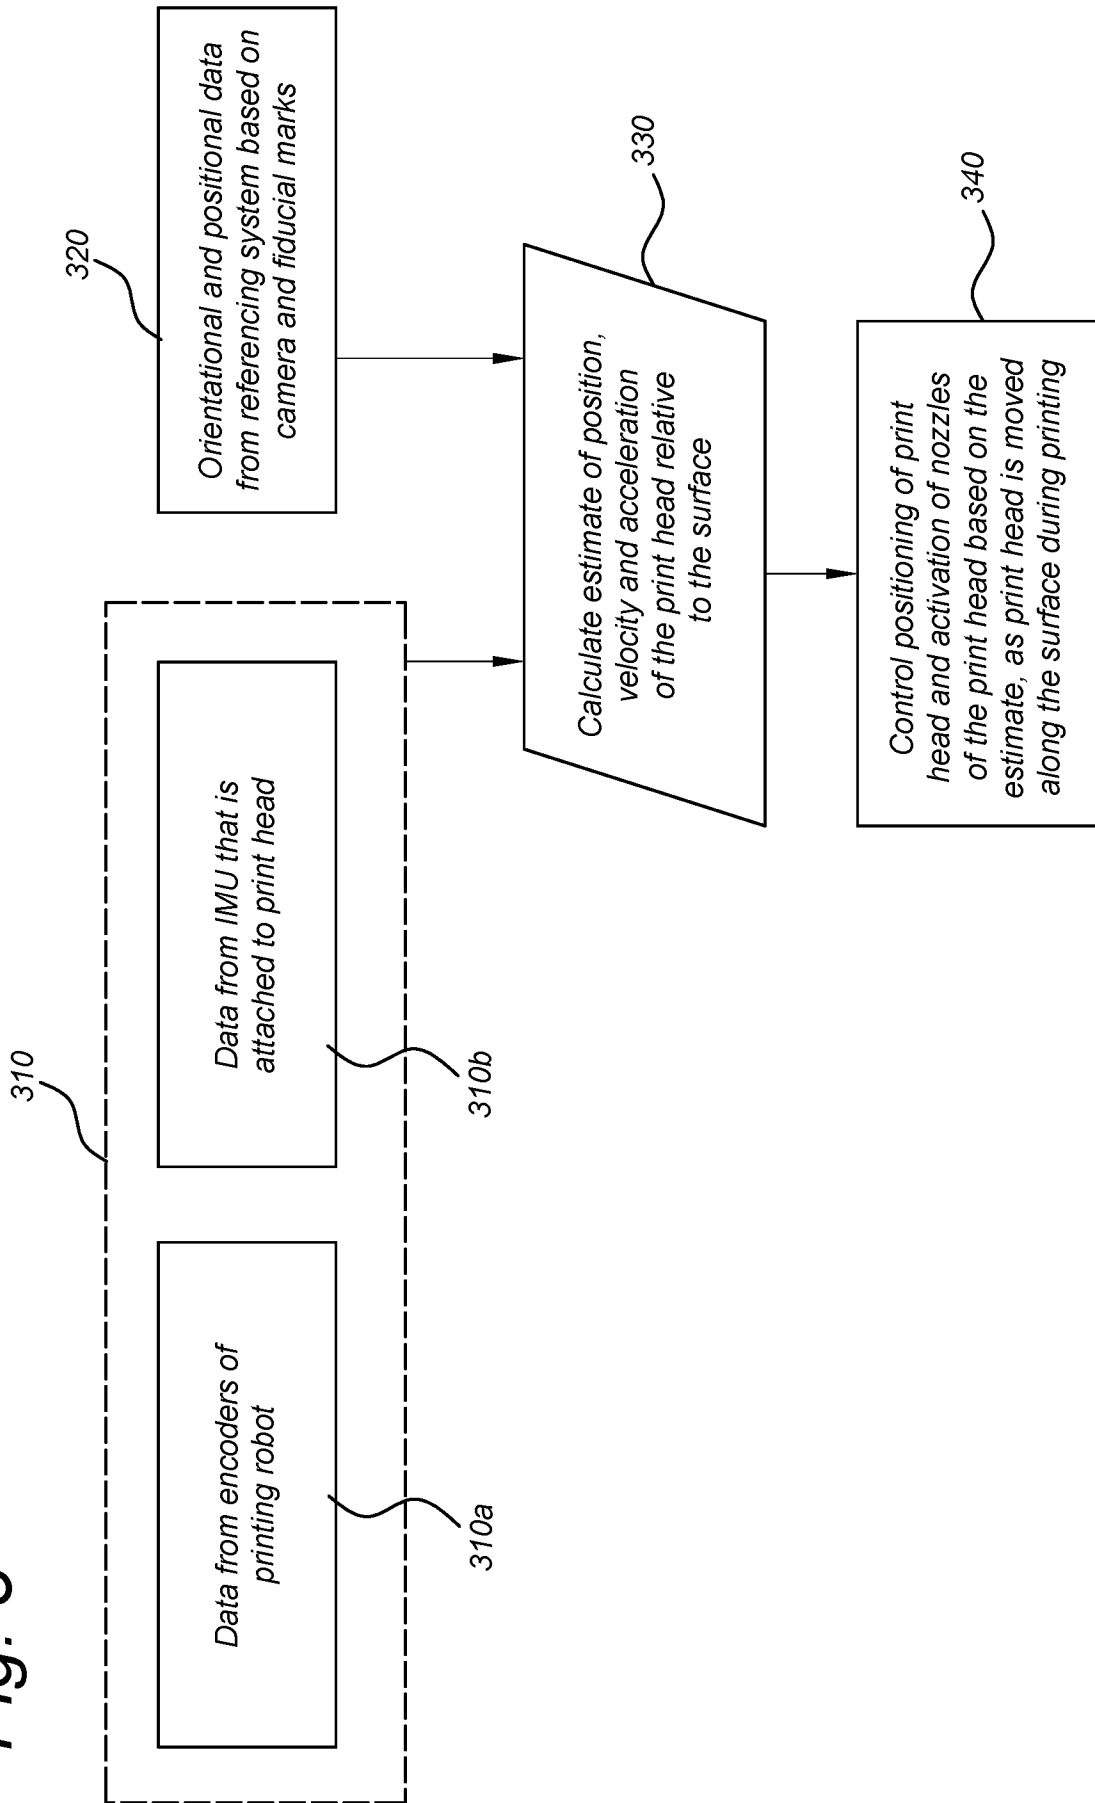 Fig.
310
320
Data from encoders of
printing robot
310a
Data from IMU that is
attached to print head
310b
Orientational and positional data
from referencing system based on
camera and fiducial marks
Calculate estimate of position,
velocity and acceleration
of the print head relative
to the surface
330
Control positioning of print
head and activation of nozzles
of the print head based on the
estimate, as print head is moved
along the surface during printing
340